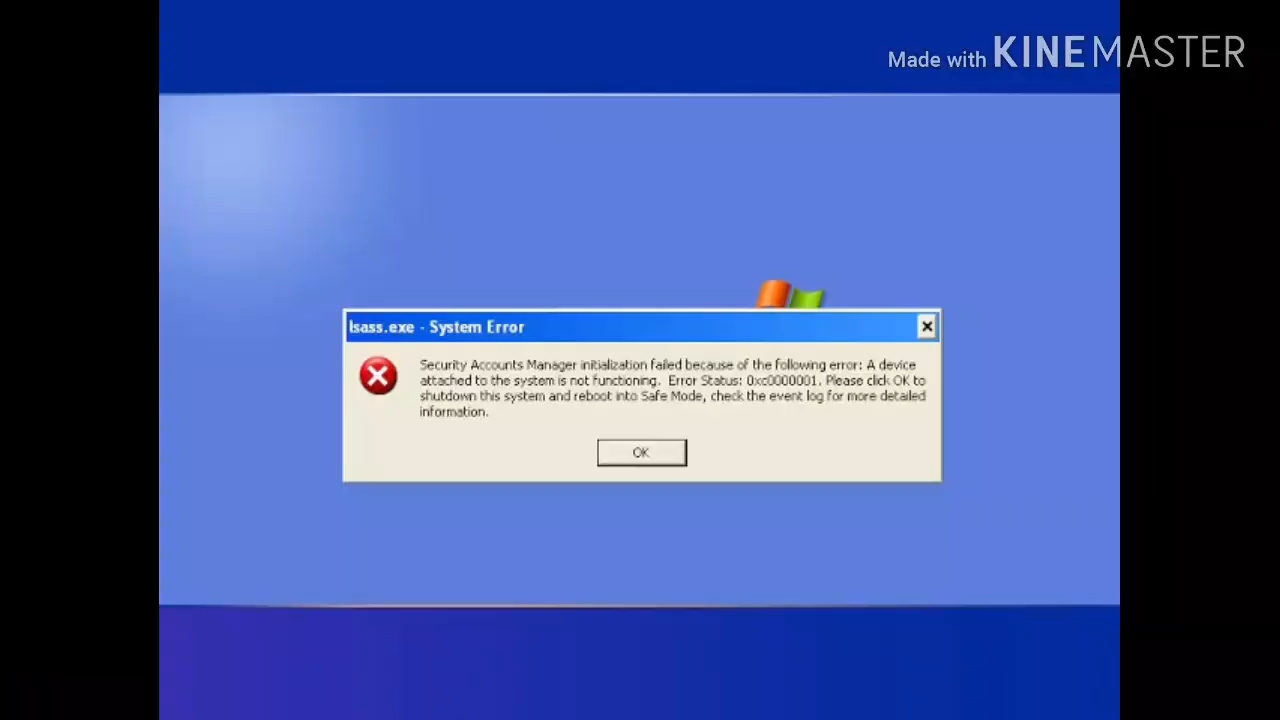 Made with KINEMASTER
lsass.exe - System Error
Security Accounts Manager initialization failed because of the following error: A device
attached to the system is not functioning. Error Status: 0xc0000001. Please click OK to
shutdown this system and reboot into Safe Mode, check the event log for more detailed
information.
OK